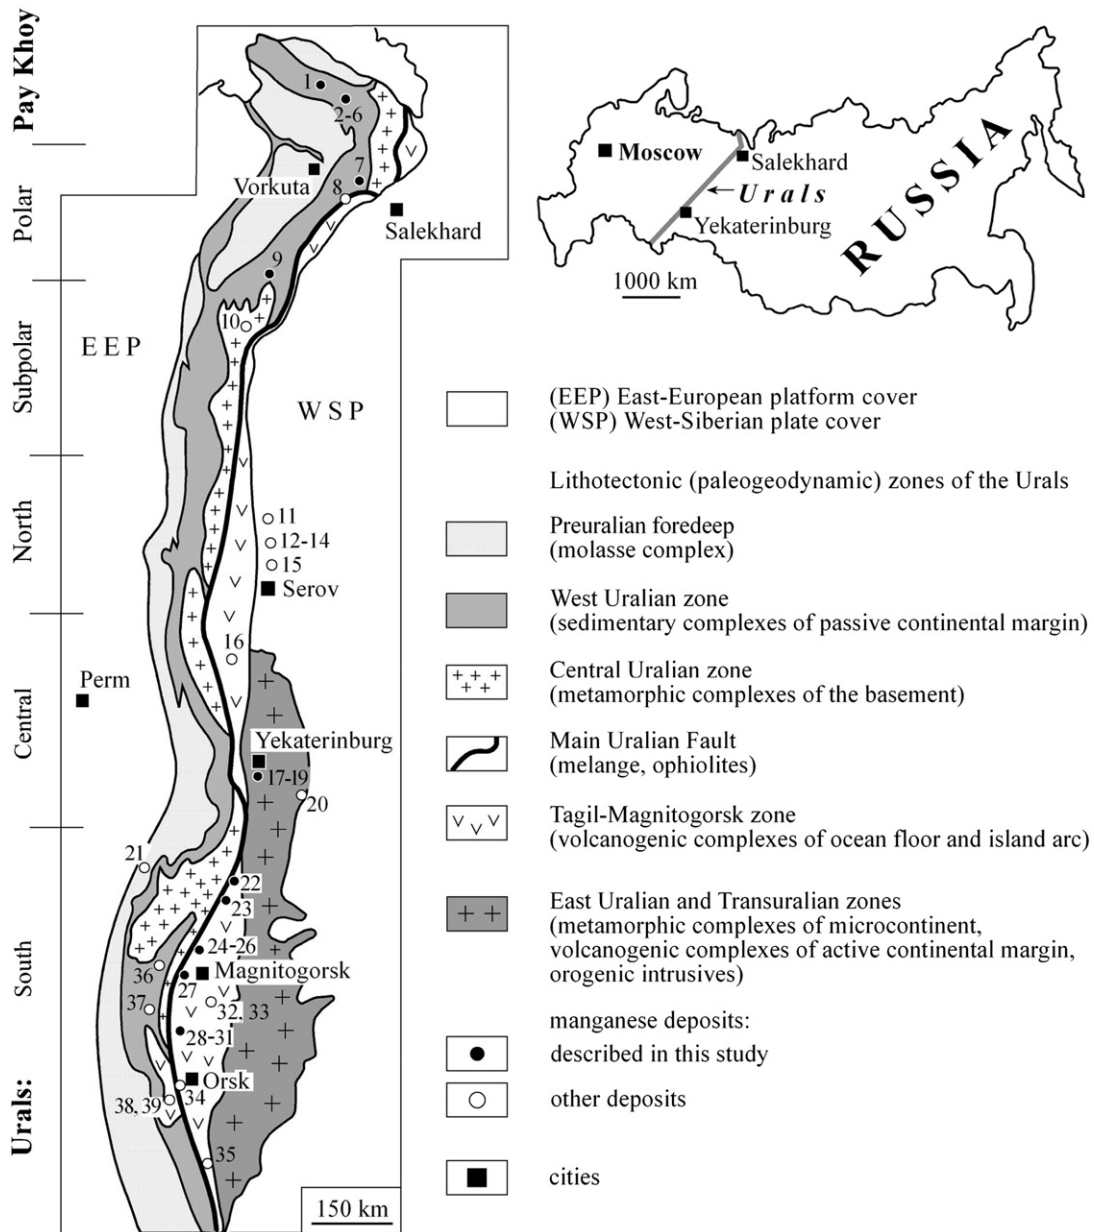 Pay Khoy
Polar
Subpolar
North
Central
South
Urals:
1
2-6
7
8
Vorkuta
Salekhard
9
10
EEP
WSP
11
12-14
15
Serov
16
Perm
Yekaterinburg
17-19
20
21
22
23
24-26
36
Magnitogorsk
27
37
32, 33
28-31
Orsk
34
38, 39
35
150 km
Moscow
Salekhard
Urals
Yekaterinburg
RUSSIA
1000 km
(EEP) East-European platform cover
(WSP) West-Siberian plate cover
Lithotectonic (paleogeodynamic) zones of the Urals
Preuralian foredeep
(molasse complex)
West Uralian zone
(sedimentary complexes of passive continental margin)
Central Uralian zone
(metamorphic complexes of the basement)
Main Uralian Fault
(melange, ophiolites)
Tagil-Magnitogorsk zone
(volcanogenic complexes of ocean floor and island arc)
East Uralian and Transuralian zones
(metamorphic complexes of microcontinent,
volcanogenic complexes of active continental margin,
orogenic intrusives)
manganese deposits:
described in this study
other deposits
cities